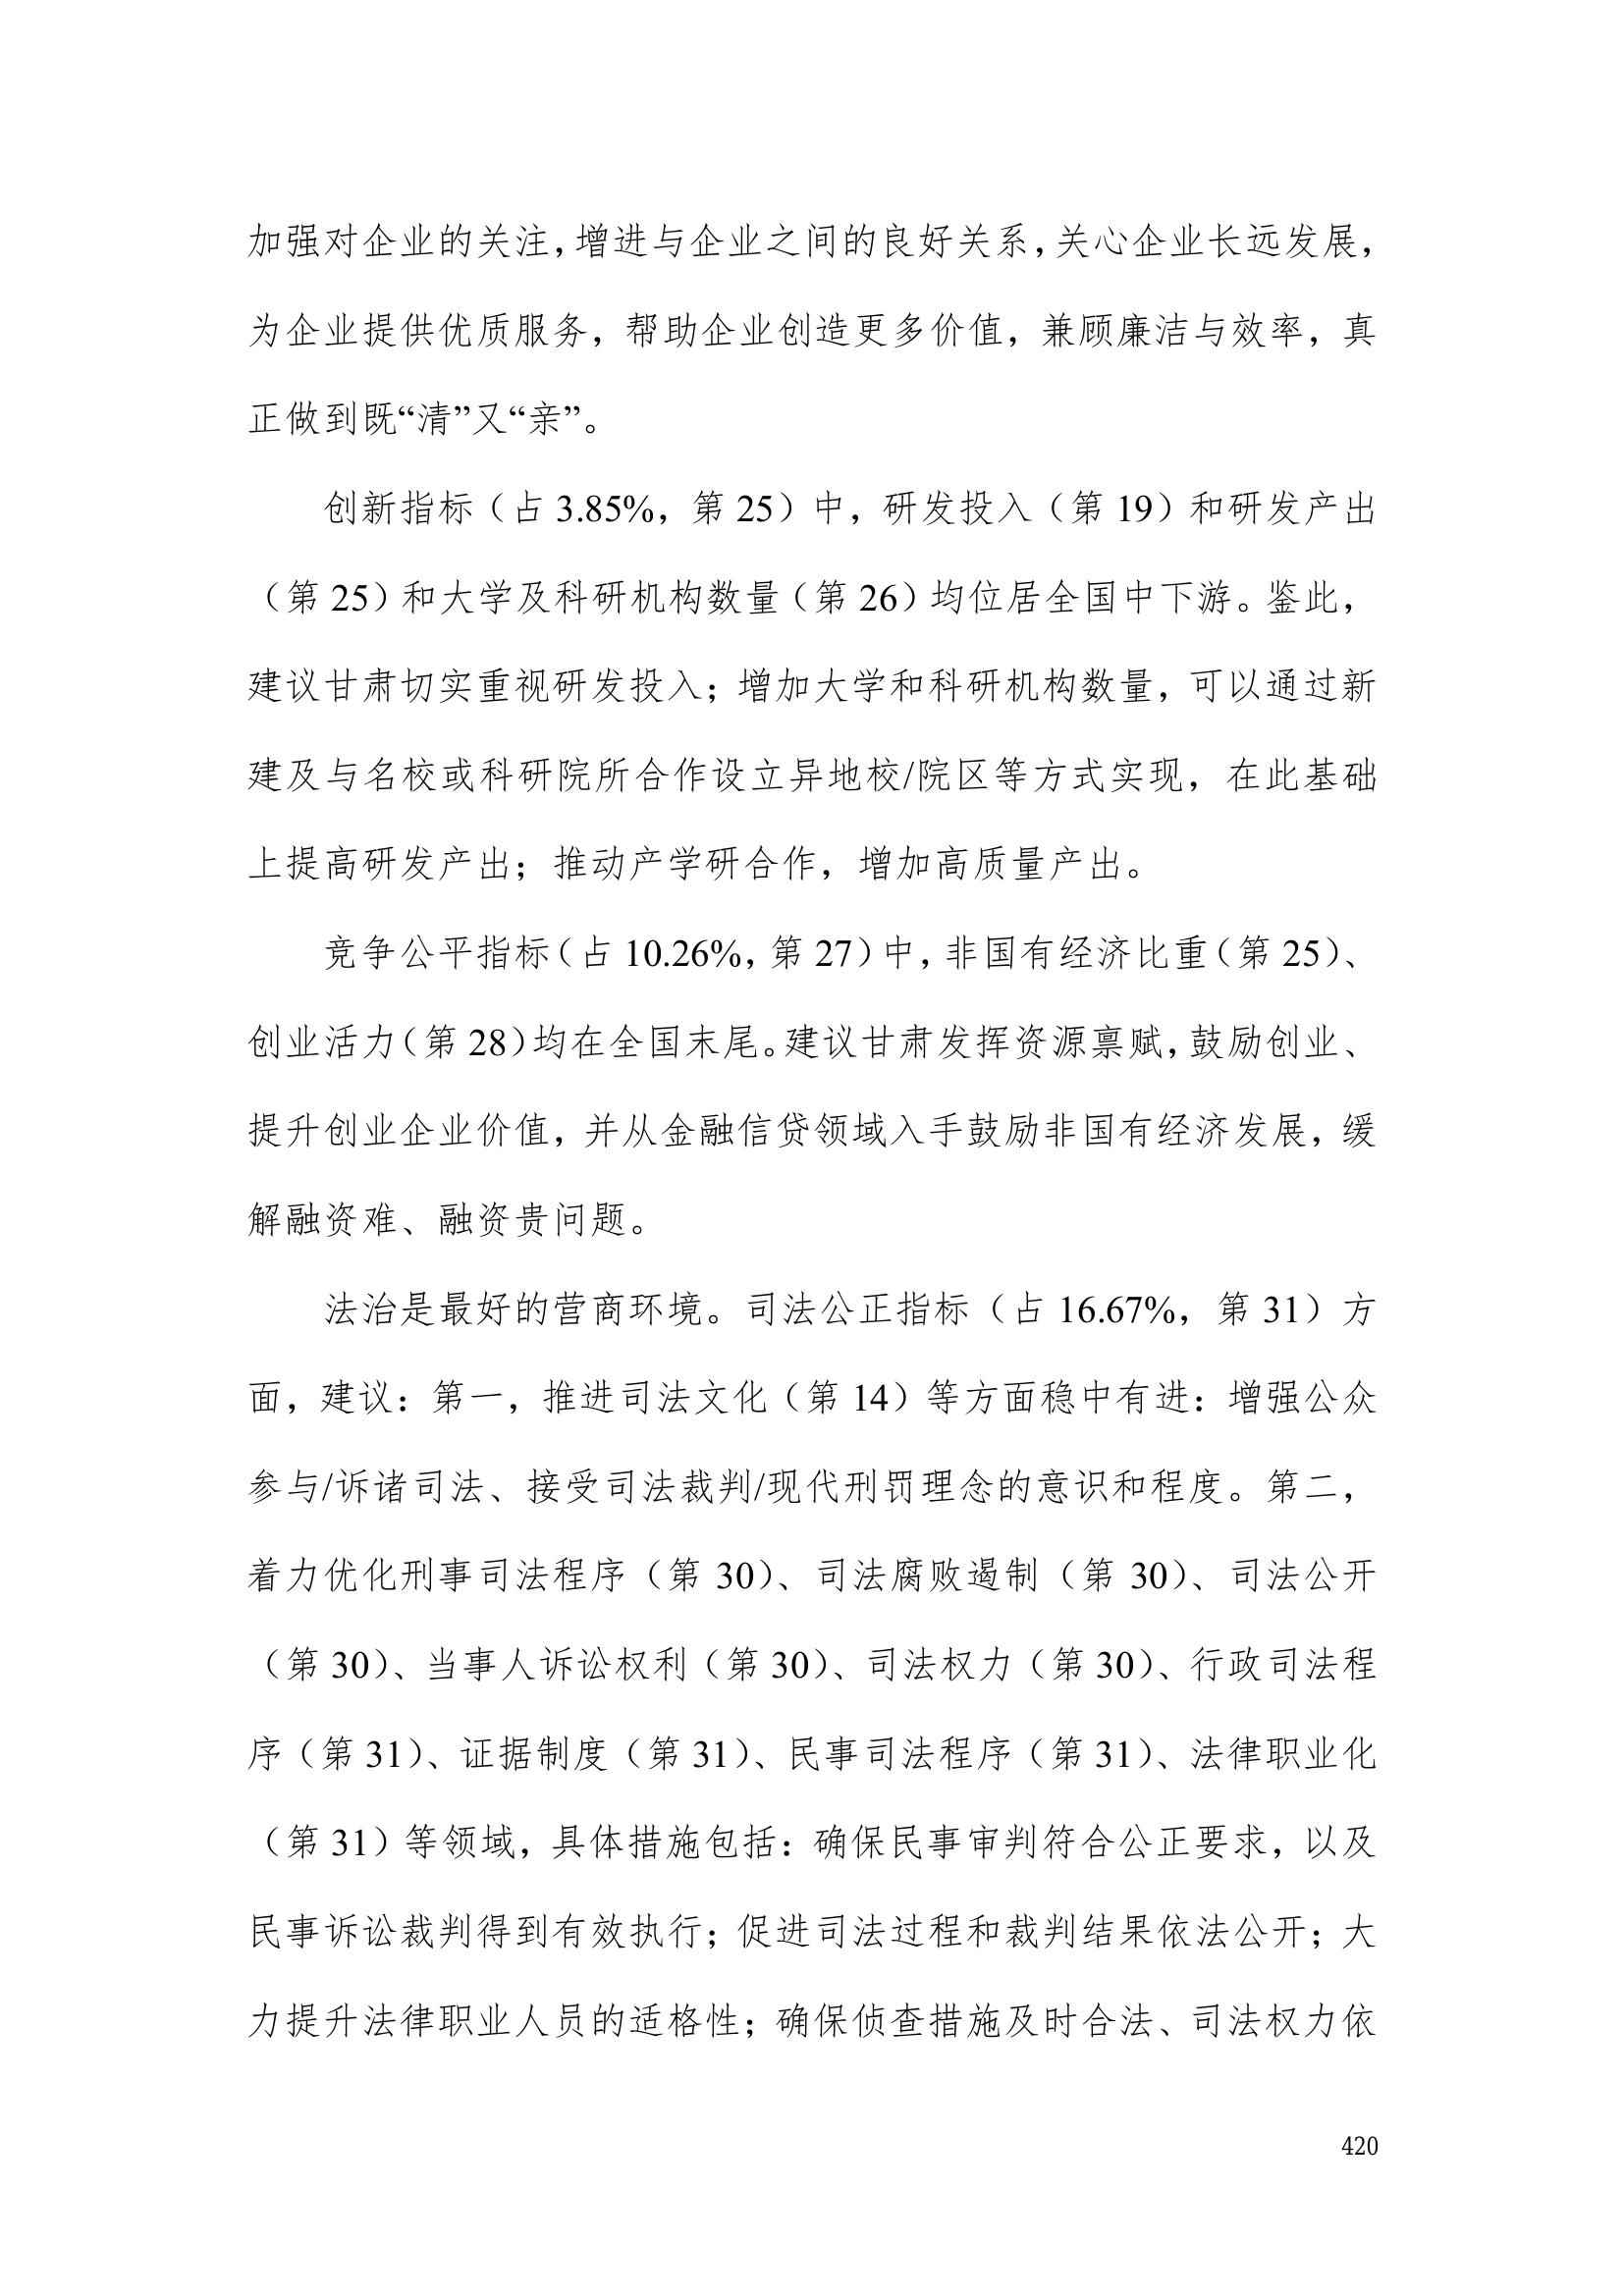 加强对企业的关注，增进与企业之间的良好关系，关心企业长远发展，
为企业提供优质服务，帮助企业创造更多价值，兼顾廉洁与效率，真
正做到既“清”又“亲”。
创新指标（占 3.85%，第 25）中，研发投入（第 19）和研发产出
（第 25）和大学及科研机构数量（第 26）均位居全国中下游。鉴此，
建议甘肃切实重视研发投入；增加大学和科研机构数量，可以通过新
建及与名校或科研院所合作设立异地校/院区等方式实现，在此基础
上提高研发产出；推动产学研合作，增加高质量产出。
竞争公平指标（占 10.26%，第 27）中，非国有经济比重（第 25）、
创业活力（第 28）均在全国末尾。建议甘肃发挥资源禀赋，鼓励创业、
提升创业企业价值，并从金融信贷领域入手鼓励非国有经济发展，缓
解融资难、融资贵问题。
法治是最好的营商环境。司法公正指标（占 16.67%，第 31）方
面，建议：第一，推进司法文化（第 14）等方面稳中有进：增强公众
参与/诉诸司法、接受司法裁判/现代刑罚理念的意识和程度。第二，
着力优化刑事司法程序（第 30）、司法腐败遏制（第 30）、司法公开
（第 30）、当事人诉讼权利（第 30）、司法权力（第 30）、行政司法程
序（第 31）、证据制度（第 31）、民事司法程序（第 31）、法律职业化
（第 31）等领域，具体措施包括：确保民事审判符合公正要求，以及
民事诉讼裁判得到有效执行；促进司法过程和裁判结果依法公开；大
力提升法律职业人员的适格性；确保侦查措施及时合法、司法权力依
420